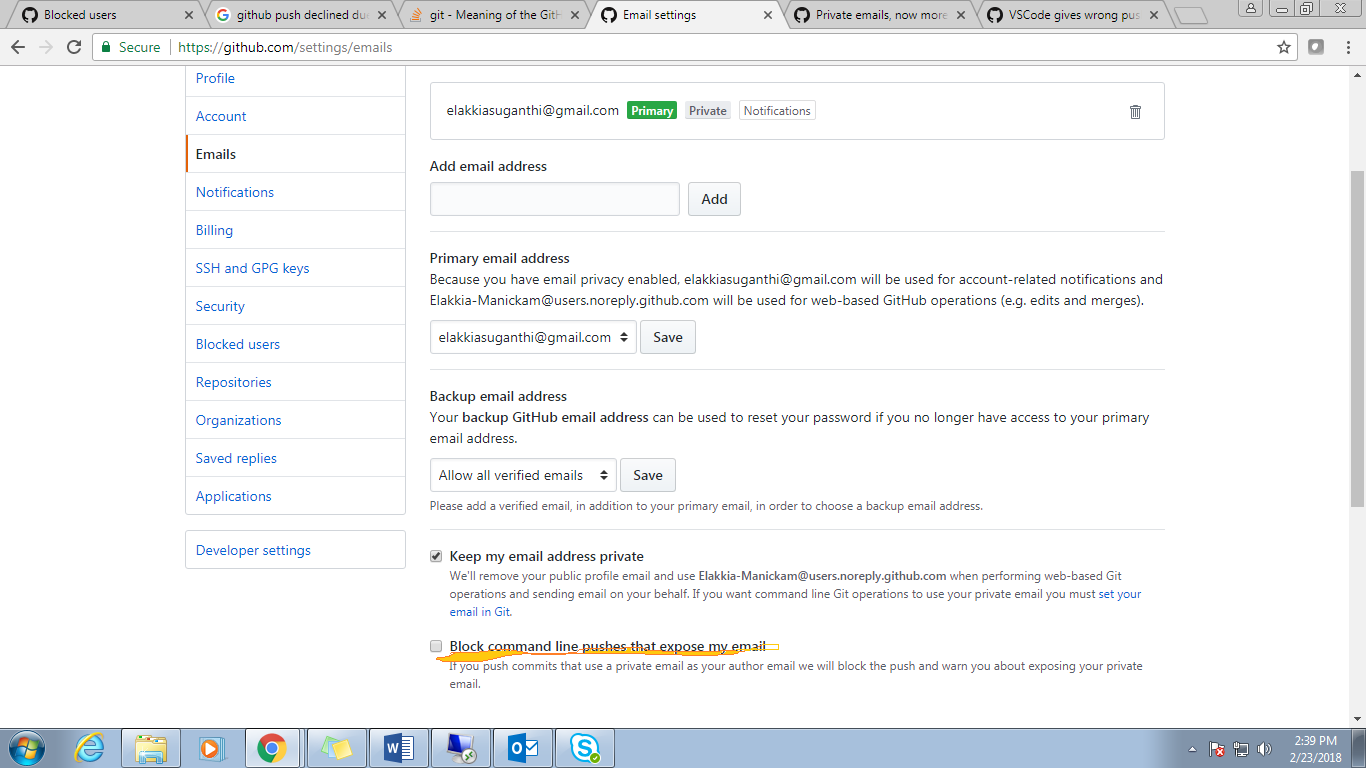 Blocked users
github push declined du
git - Meaning of the GitH
Email settings
Private emails, now more
VSCode gives wrong pus
Secure
https://github.com/settings/emails
Profile
Account
Emails
Notifications
Billing
SSH and GPG keys
Security
Blocked users
Repositories
Organizations
Saved replies
Applications
Developer settings
elakkiasuganthi@gmail.com Primary Private Notifications
Add email address
Add
Primary email address
Because you have email privacy enabled, elakkiasuganthi@gmail.com will be used for account-related notifications and
Elakkia-Manickam@users.noreply.github.com will be used for web-based GitHub operations (e.g. edits and merges).
elakkiasuganthi@gmail.com Save
Backup email address
Your backup GitHub email address can be used to reset your password if you no longer have access to your primary
email address.
Allow all verified emails Save
Please add a verified email, in addition to your primary email, in order to choose a backup email address.
Keep my email address private
We'll remove your public profile email and use Elakkia-Manickam@users.noreply.github.com when performing web-based Git
operations and sending email on your behalf. If you want command line Git operations to use your private email you must set your
email in Git.
Block command line pushes that expose my email
If you push commits that use a private email as your author email we will block the push and warn you about exposing your private
email.
2:39 PM
2/23/2018